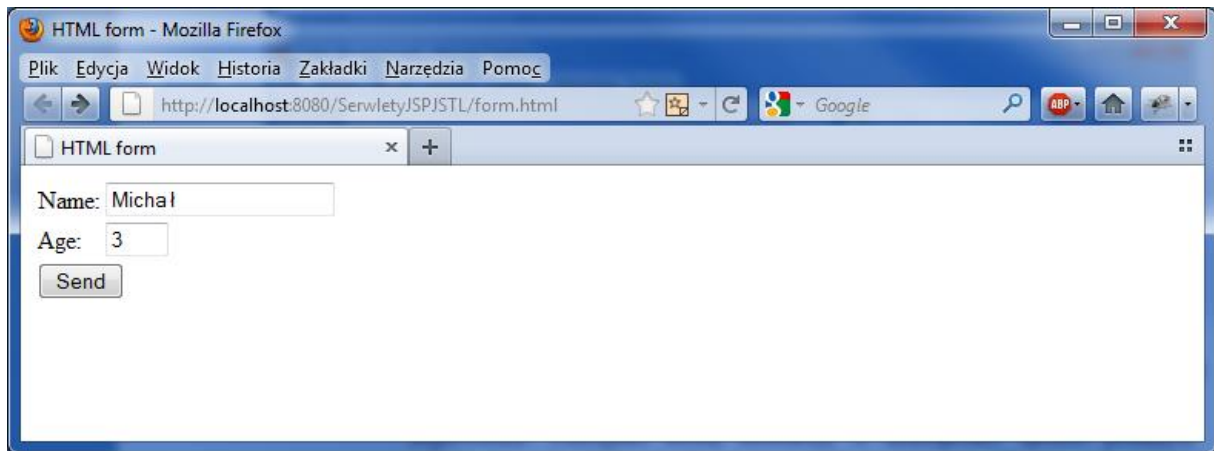 HTML form - Mozilla Firefox
Plik Edycja Widok Historia Zakładki Narzędzia Pomoc
http://localhost:8080/SerwletyJSPJSTL/form.html Google ABP
HTML form
Name: Michał
Age: 3
Send